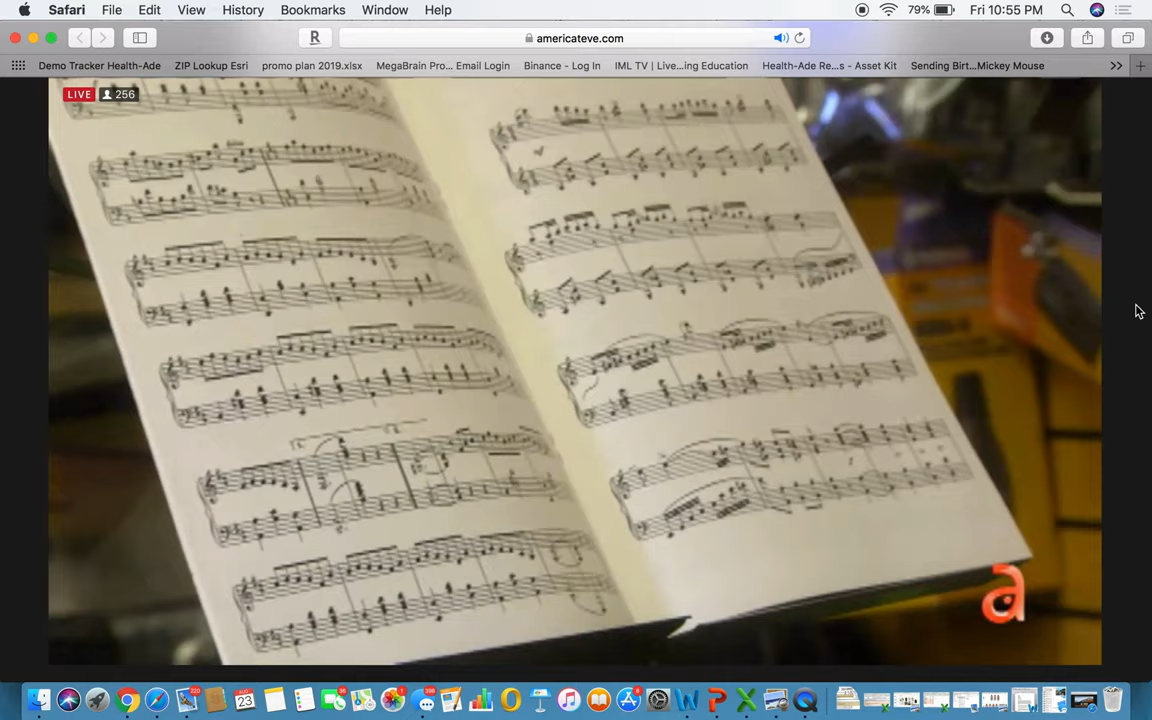 Safari File Edit View History Bookmarks Window Help 79% Fri 10:55 PM
R americateve.com
Demo Tracker Health-Ade ZIP Lookup Esri promo plan 2019.xlsx MegaBrain Pro... Email Login Binance - Log In IML TV | Live...ing Education Health-Ade Re...s - Asset Kit Sending Birt...Mickey Mouse
LIVE 256
a
AUG
23